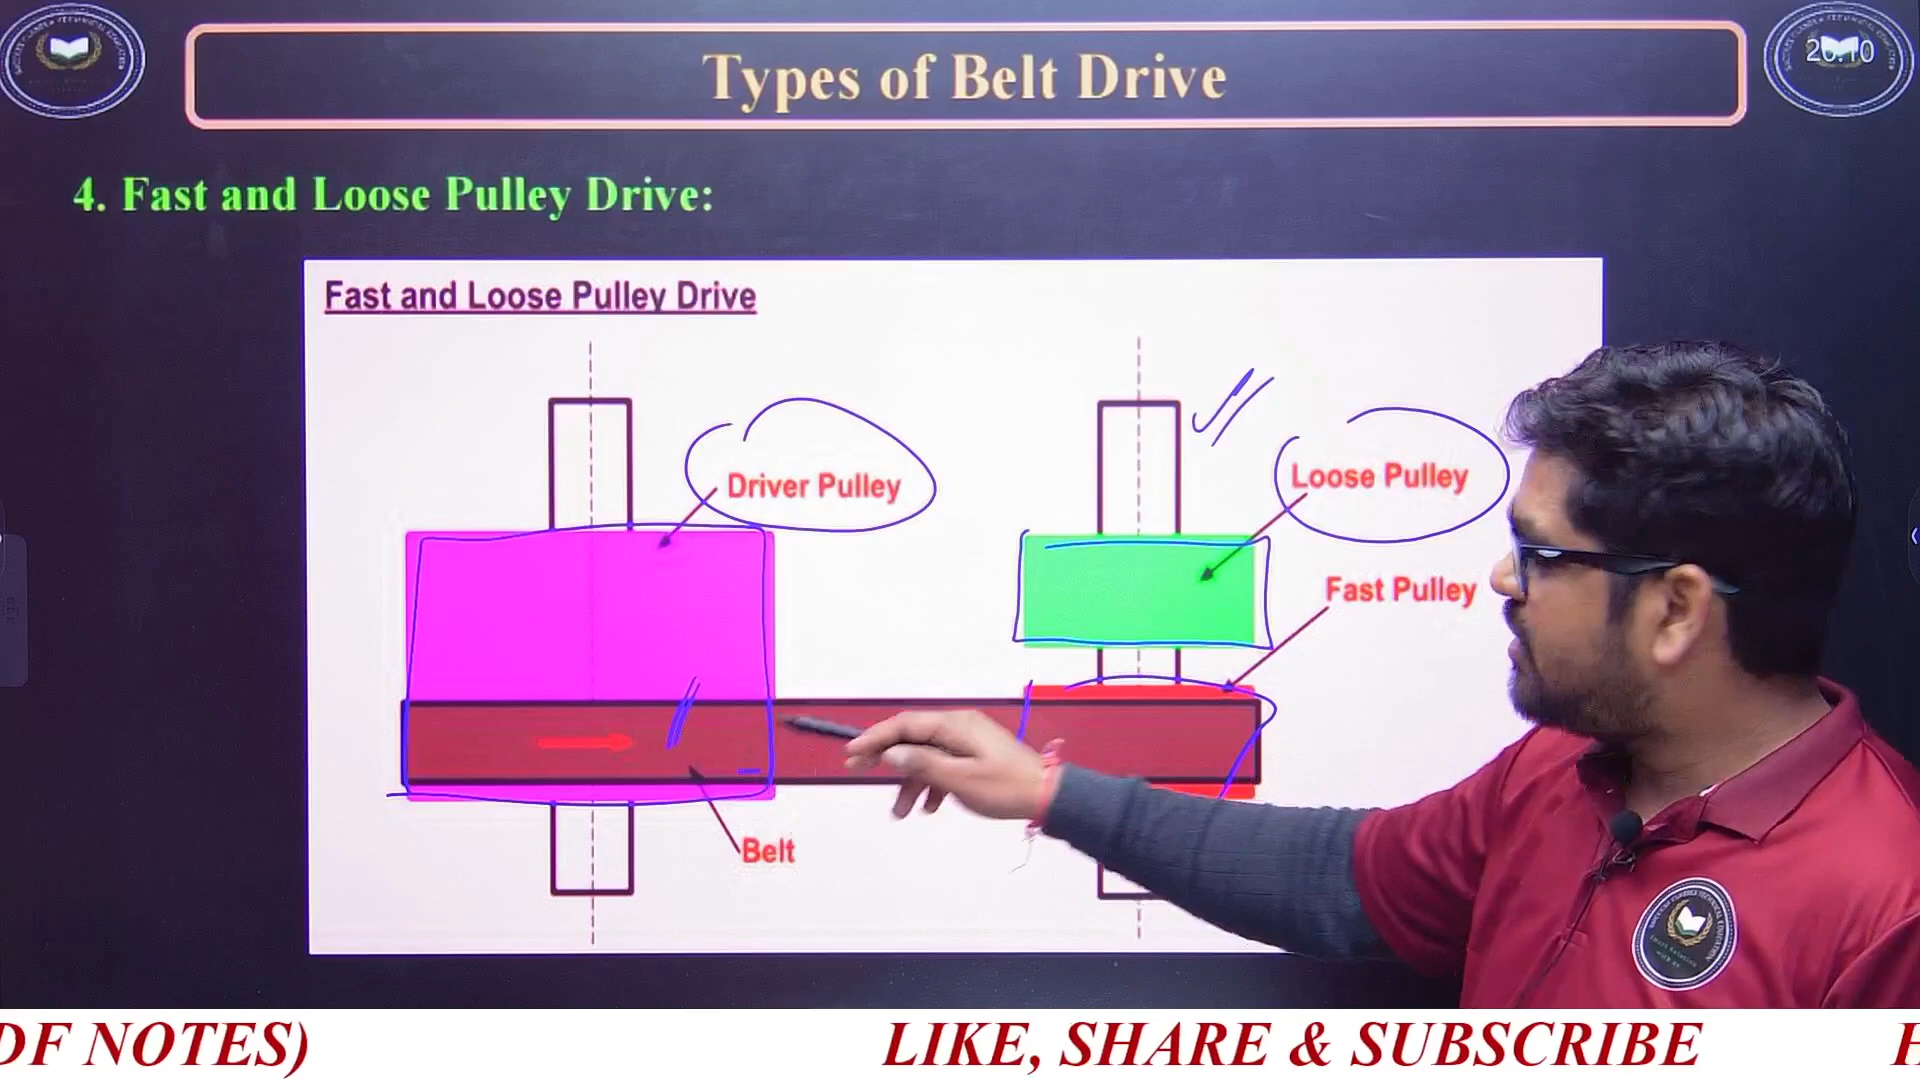 Types of Belt Drive
20:10
4. Fast and Loose Pulley Drive:
Fast and Loose Pulley Drive
Driver Pulley
Loose Pulley
Fast Pulley
Belt
DF NOTES)
LIKE, SHARE & SUBSCRIBE
H